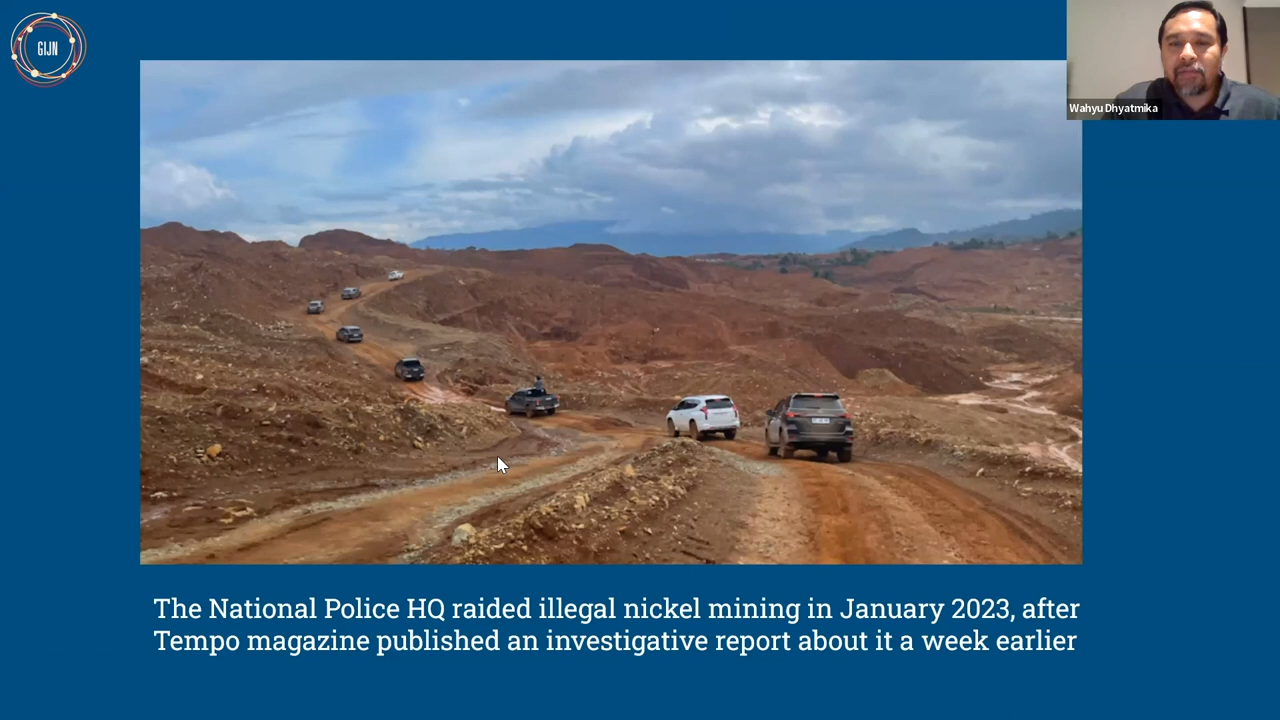 GIJN
Wahyu Dhyatmika
The National Police HQ raided illegal nickel mining in January 2023, after
Tempo magazine published an investigative report about it a week earlier